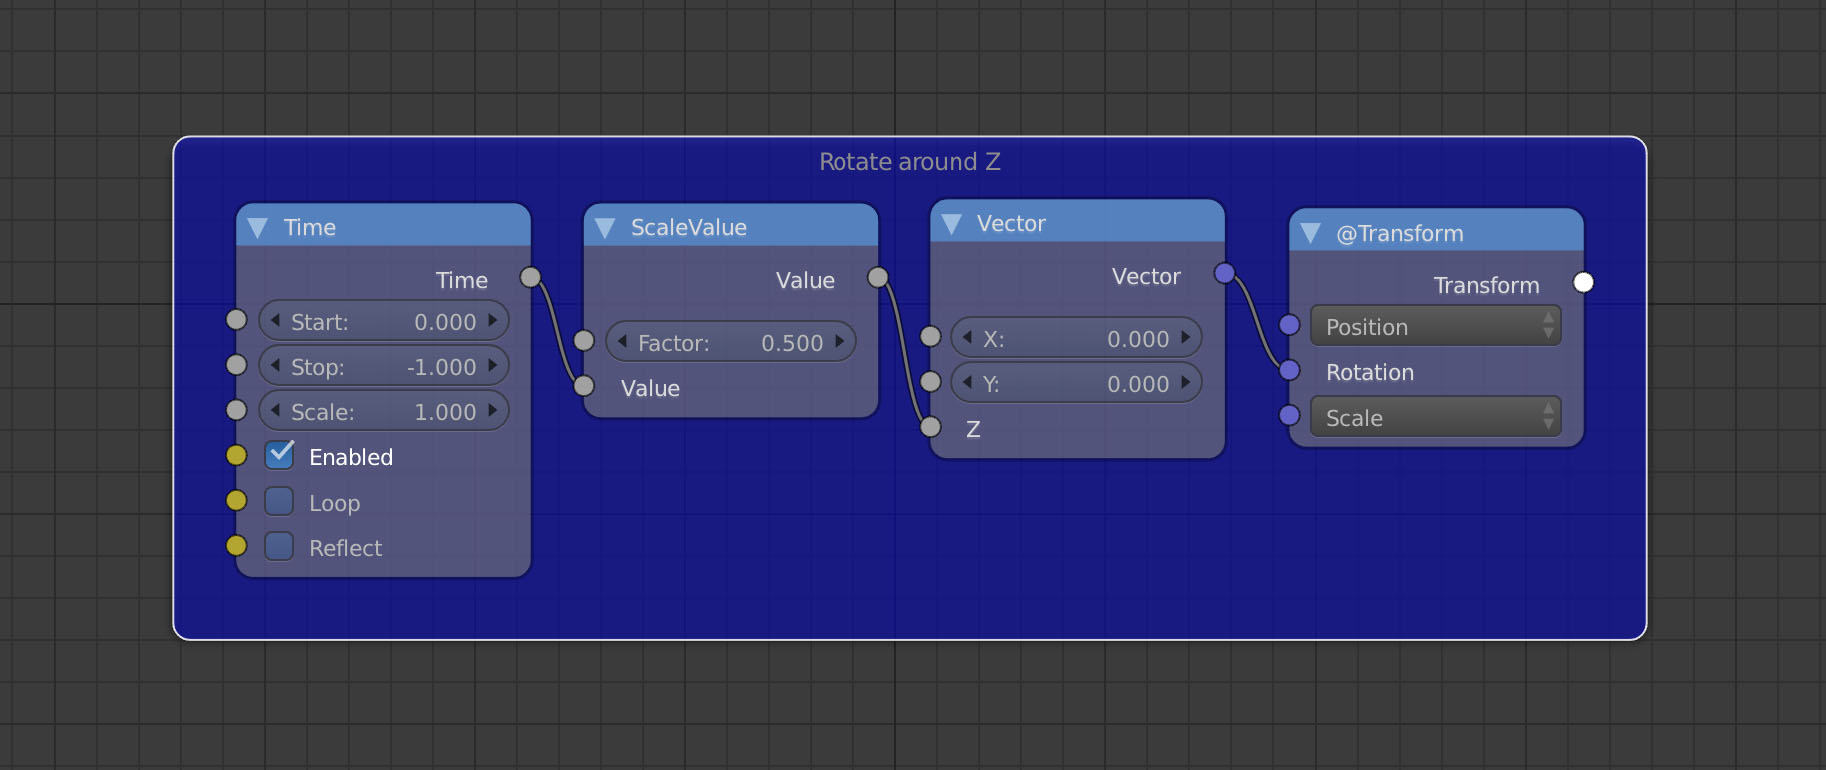 Rotate around Z
Time
Time
Start: 0.000
Stop: -1.000
Scale: 1.000
Enabled
Loop
Reflect
ScaleValue
Value
Factor: 0.500
Value
Vector
Vector
X: 0.000
Y: 0.000
Z
@Transform
Transform
Position
Rotation
Scale